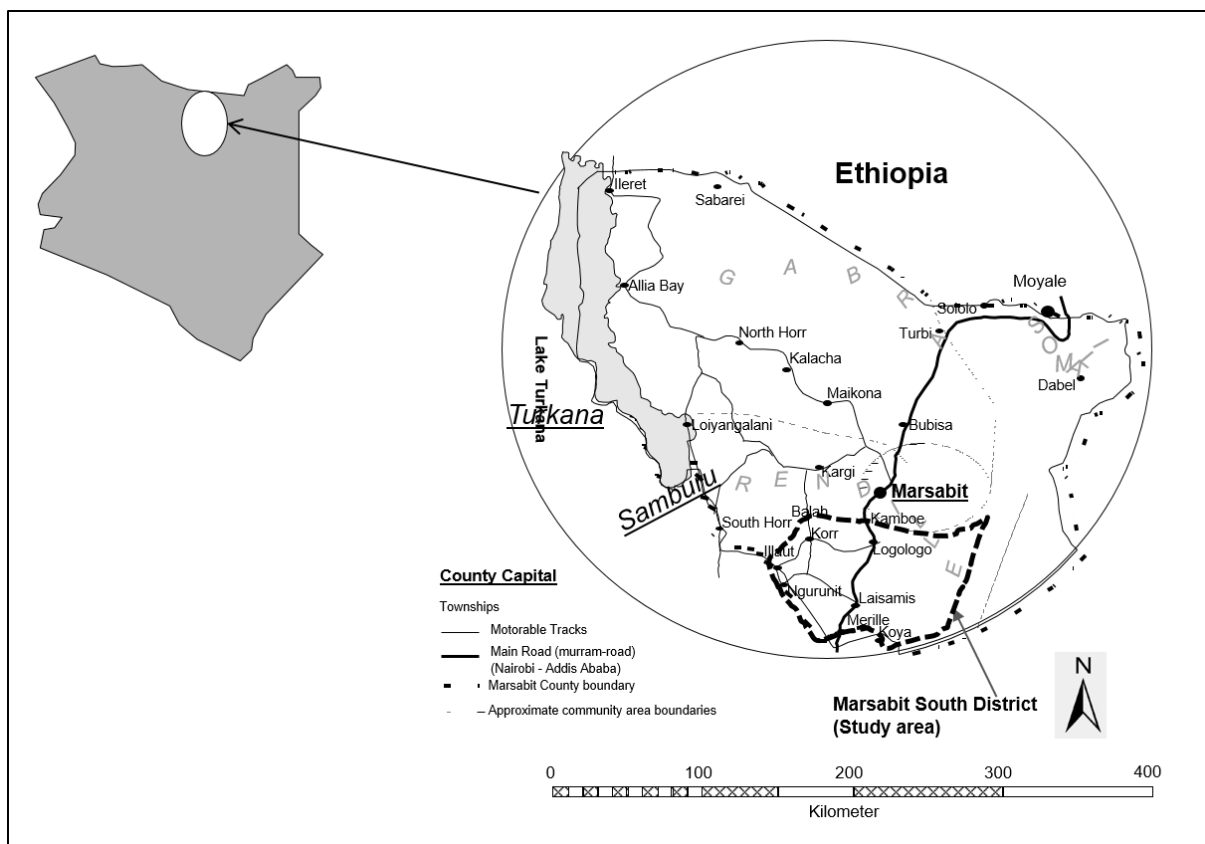 Ethiopia
Ileret
Sabarei
Allia Bay
G A B R A
Moyale
Sololo
Turbi
SOMALI
North Horr
Kalacha
Dabel
Lake Turkana
Maikona
Turkana
Loiyangalani
Bubisa
Kargi
R E N D I L L E
Marsabit
Samburu
Balah
Kamboe
South Horr
Korr
Logologo
Illaut
Ngurunit
Laisamis
Merille
Koya
County Capital
Townships
Motorable Tracks
Main Road (murram-road)
(Nairobi - Addis Ababa)
Marsabit County boundary
Approximate community area boundaries
Marsabit South District
(Study area)
N
0 100 200 300 400
Kilometer